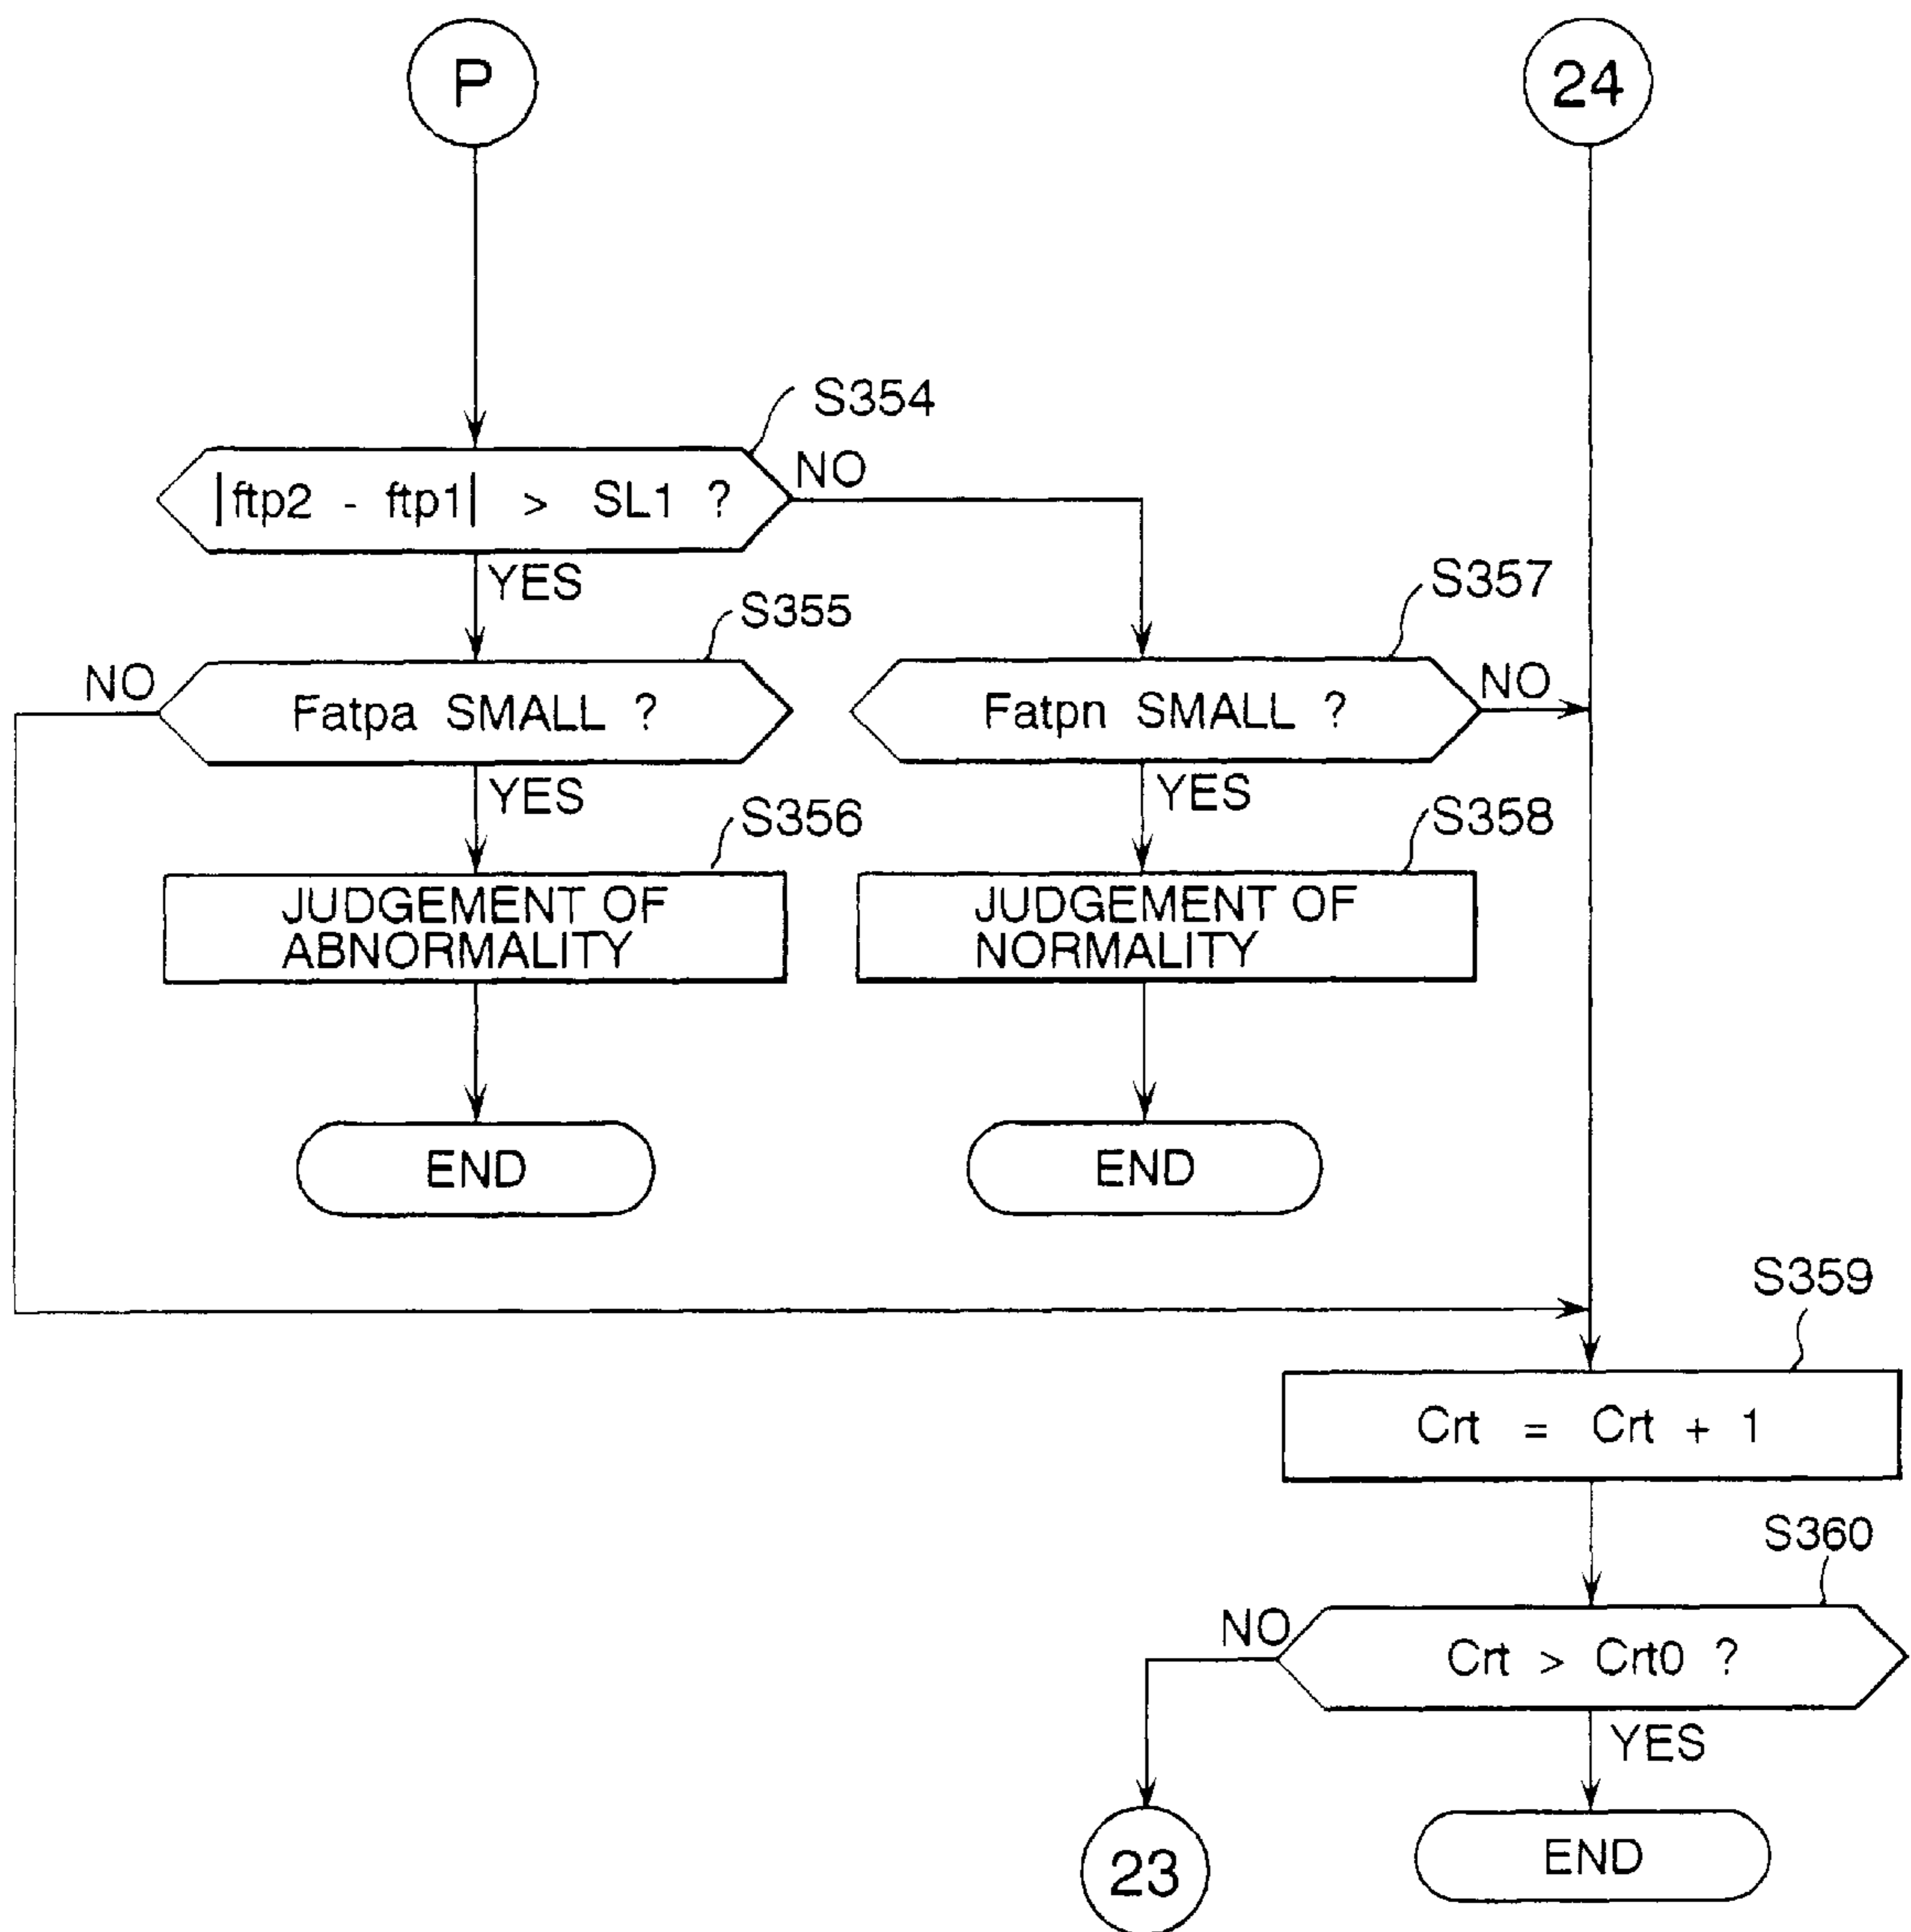 P
24
S354
|ftp2 - ftp1| > SL1 ?
NO
YES
S357
S355
NO
Fatpa SMALL ?
Fatpn SMALL ?
NO
YES
YES
S356
S358
JUDGEMENT OF
ABNORMALITY
JUDGEMENT OF
NORMALITY
END
END
S359
Crt = Crt + 1
S360
NO
Crt > Crt0 ?
YES
23
END